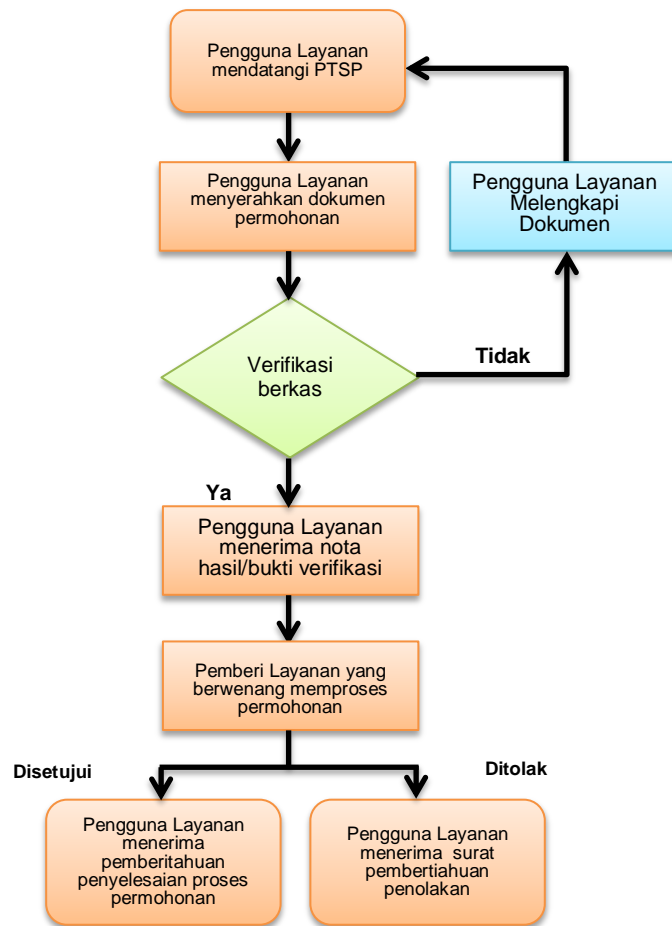 Pengguna Layanan
mendatangi PTSP
Pengguna Layanan
menyerahkan dokumen
permohonan
Pengguna Layanan
Melengkapi
Dokumen
Verifikasi
berkas
Tidak
Ya
Pengguna Layanan
menerima nota
hasil/bukti verifikasi
Pemberi Layanan yang
berwenang memproses
permohonan
Disetujui
Ditolak
Pengguna Layanan
menerima
pemberitahuan
penyelesaian proses
permohonan
Pengguna Layanan
menerima surat
pembertiahuan
penolakan